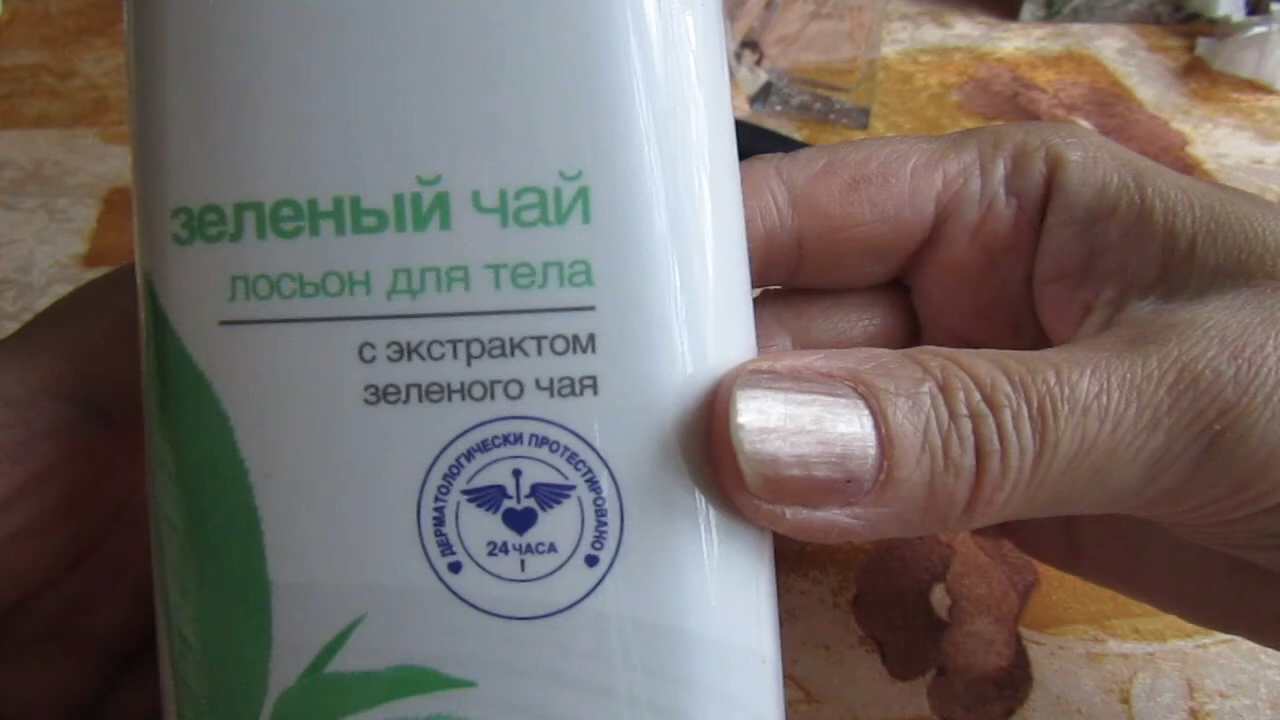 зеленый чай
лосьон для тела
с экстрактом
зеленого чая
ДЕРМАТОЛОГИЧЕСКИ ПРОТЕСТИРОВАНО
24 ЧАСА